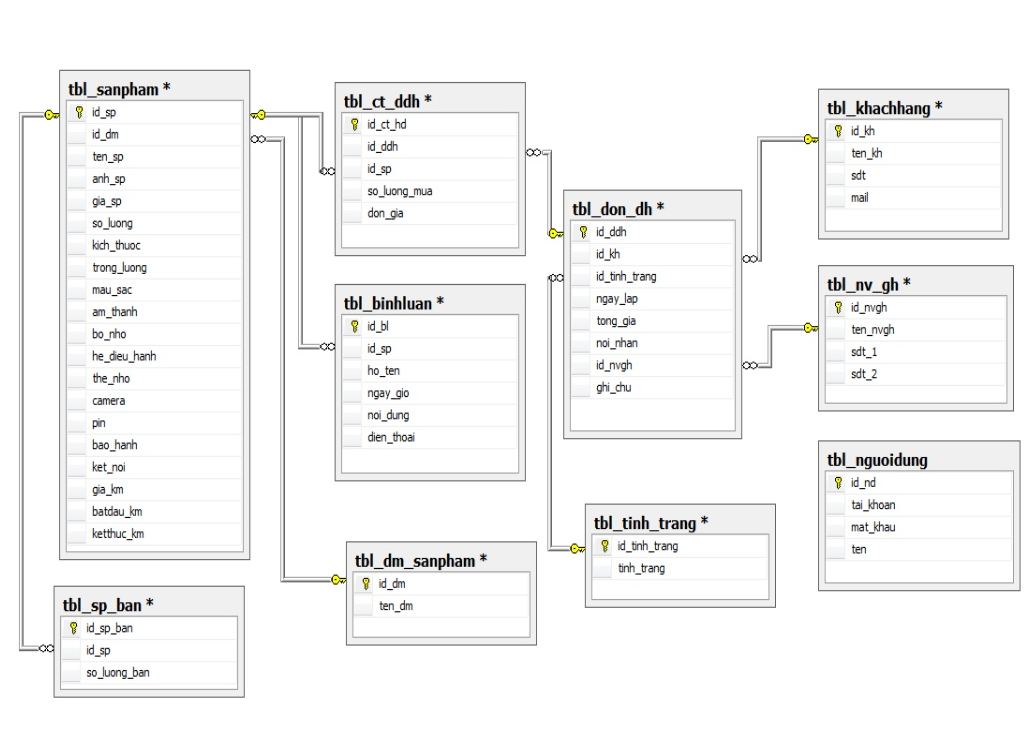 tbl_sanpham *
id_sp
id_dm
ten_sp
anh_sp
gia_sp
so_luong
kich_thuoc
trong_luong
mau_sac
am_thanh
bo_nho
he_dieu_hanh
the_nho
camera
pin
bao_hanh
ket_noi
gia_km
batdau_km
ketthuc_km
tbl_sp_ban *
id_sp_ban
id_sp
so_luong_ban
tbl_ct_ddh *
id_ct_hd
id_ddh
id_sp
so_luong_mua
don_gia
tbl_binhluan *
id_bl
id_sp
ho_ten
ngay_gio
noi_dung
dien_thoai
tbl_dm_sanpham *
id_dm
ten_dm
tbl_don_dh *
id_ddh
id_kh
id_tinh_trang
ngay_lap
tong_gia
noi_nhan
id_nvgh
ghi_chu
tbl_tinh_trang *
id_tinh_trang
tinh_trang
tbl_khachhang *
id_kh
ten_kh
sdt
mail
tbl_nv_gh *
id_nvgh
ten_nvgh
sdt_1
sdt_2
tbl_nguoidung
id_nd
tai_khoan
mat_khau
ten